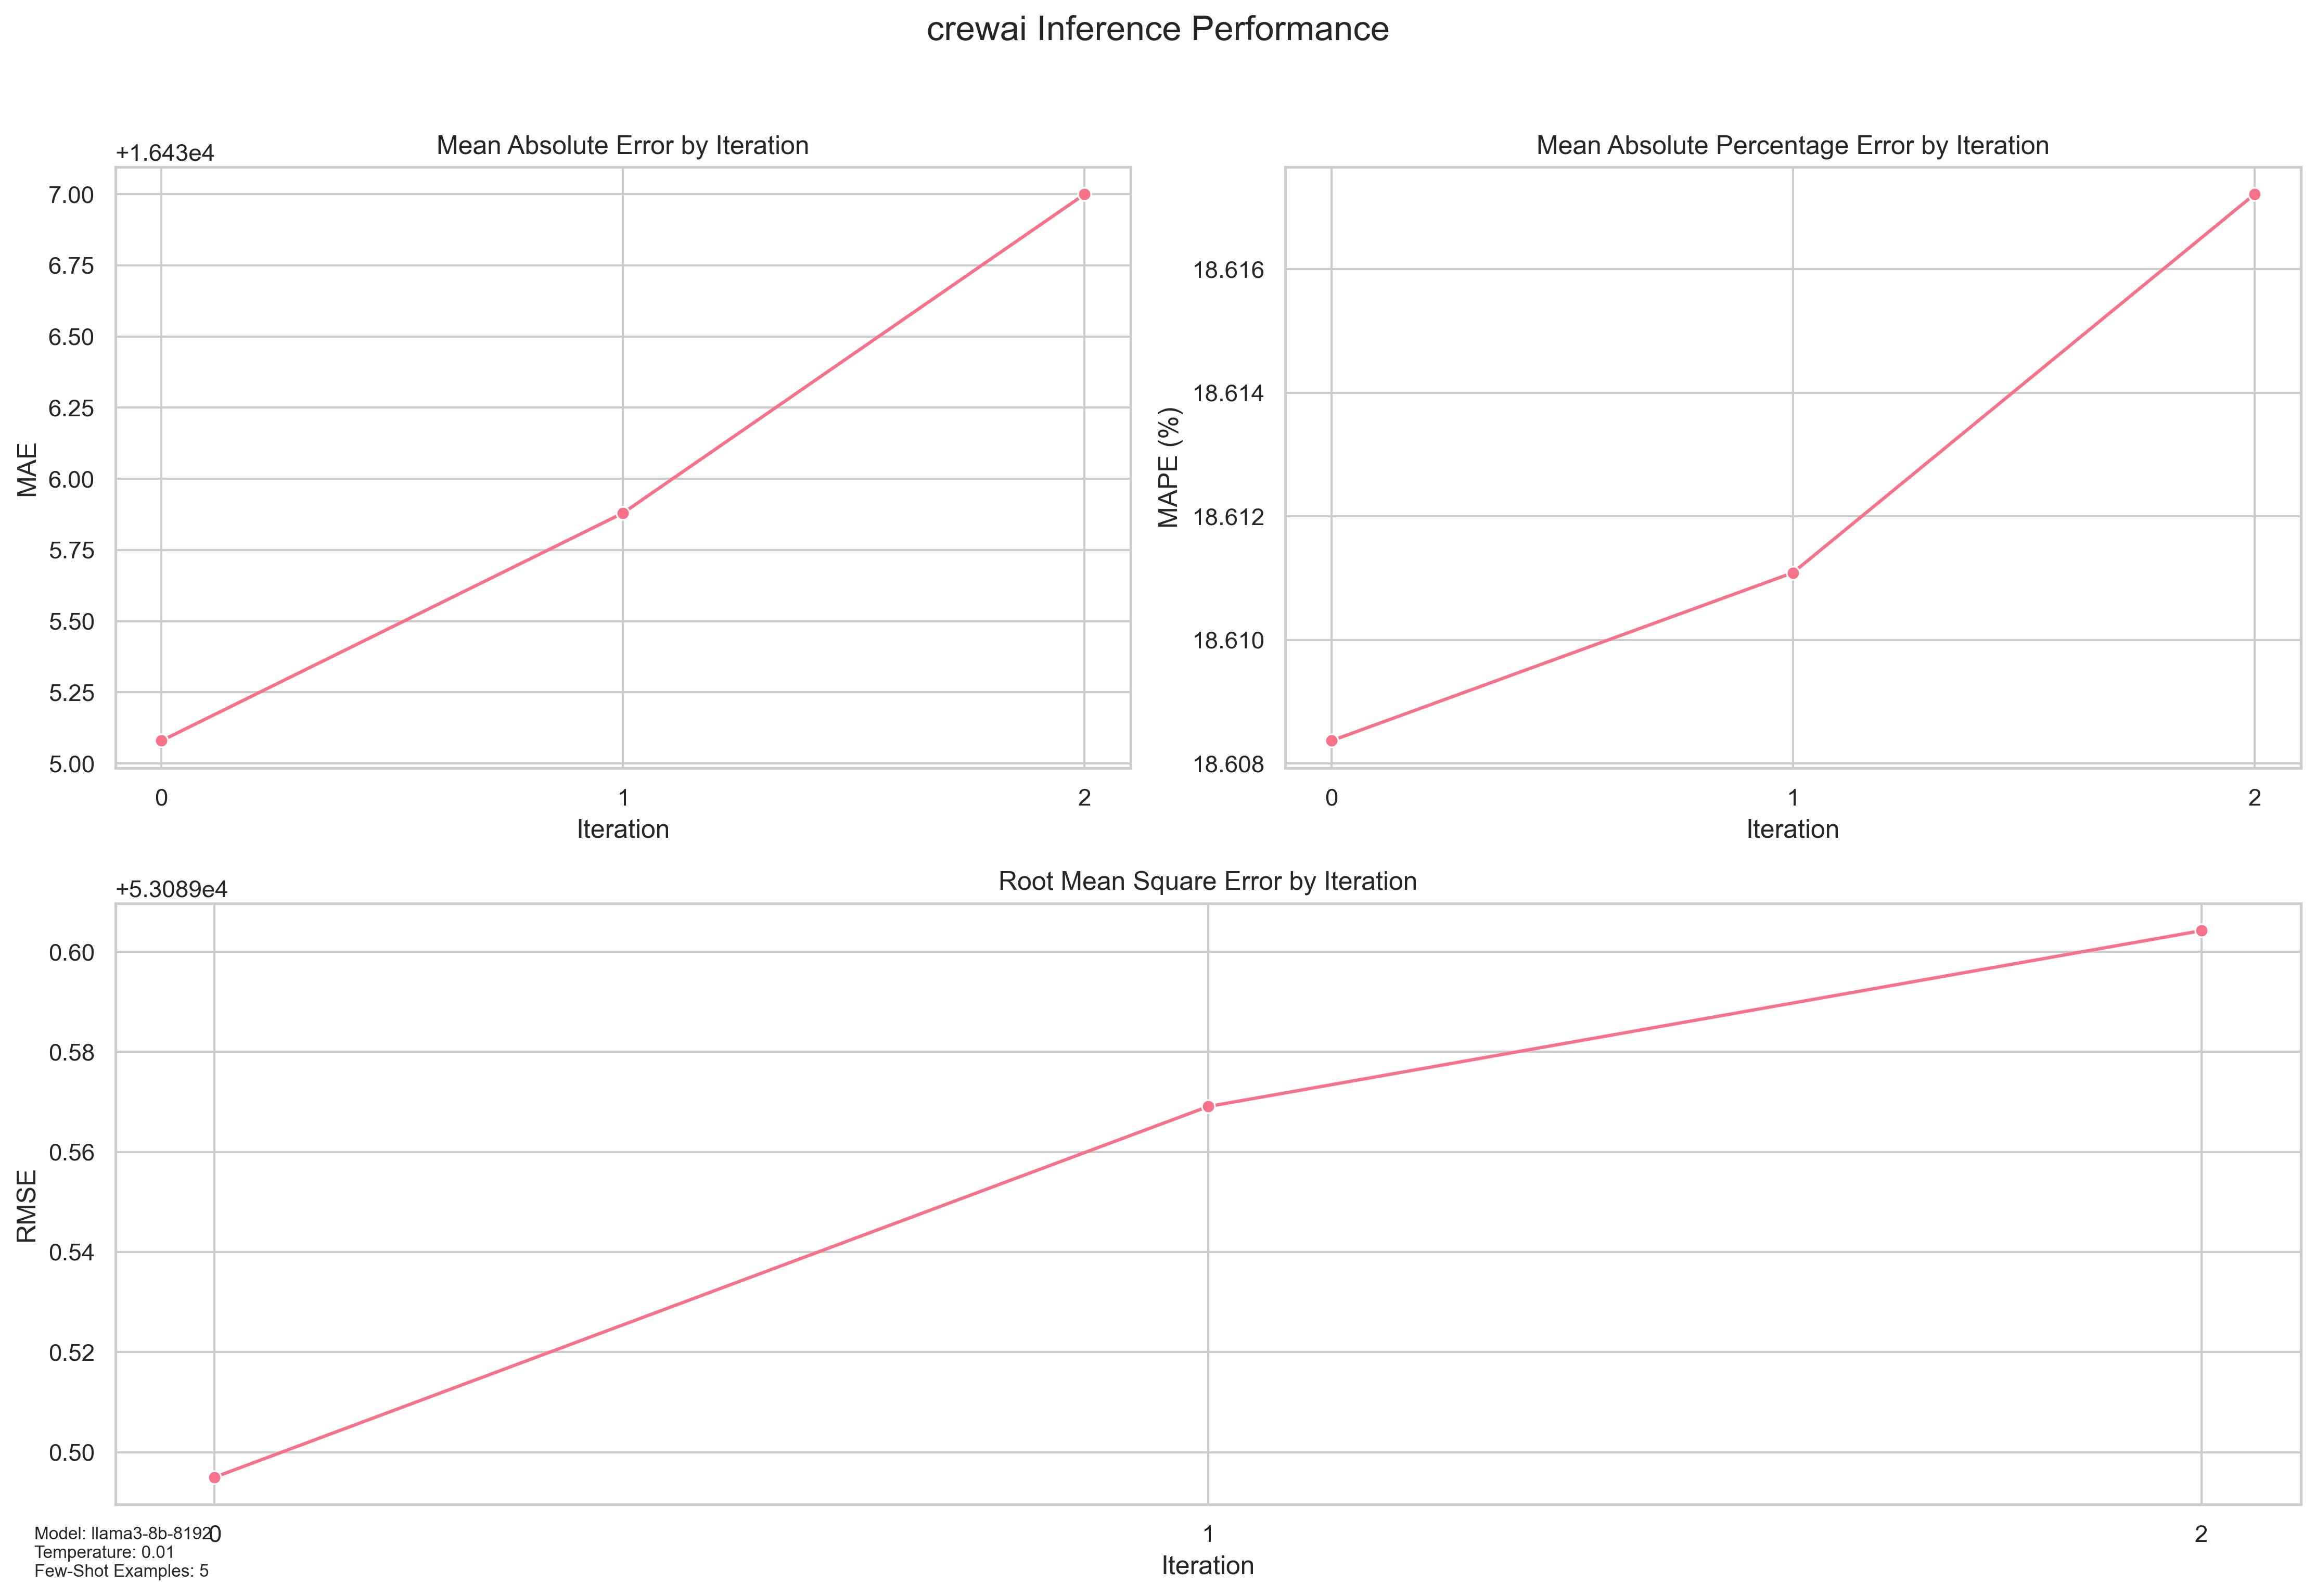 crewai Inference Performance
Mean Absolute Error by Iteration
+1.643e4
7.00
6.75
6.50
6.25
6.00
5.75
5.50
5.25
5.00
MAE
0 1 2
Iteration
Mean Absolute Percentage Error by Iteration
18.616
18.614
18.612
18.610
18.608
MAPE (%)
0 1 2
Iteration
Root Mean Square Error by Iteration
+5.3089e4
0.60
0.58
0.56
0.54
0.52
0.50
RMSE
0 1 2
Iteration
Model: llama3-8b-8192
Temperature: 0.01
Few-Shot Examples: 5